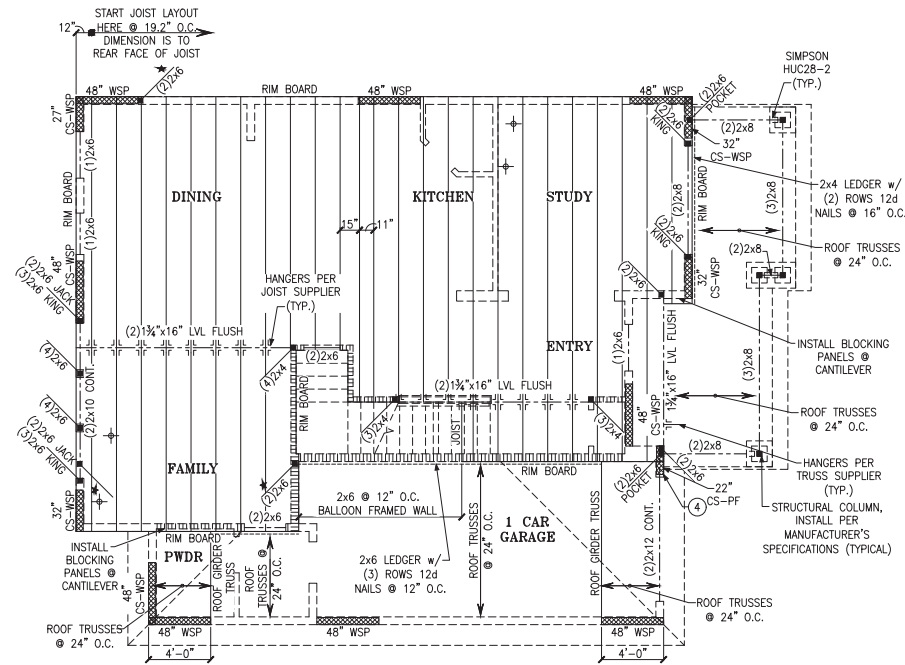 START JOIST LAYOUT
HERE @ 19.2" O.C.
DIMENSION IS TO
REAR FACE OF JOIST
12"
SIMPSON
HUC28-2
(TYP.)
(2)2x6
48" WSP
RIM BOARD
48" WSP
48" WSP
(2)2x6
POCKET
27"
CS-WSP
(2)2x6
KING
(2)2x8
32"
CS-WSP
(1)2x6
RIM BOARD
(1)2x6
DINING
KITCHEN
STUDY
(2)2x8
RIM BOARD
(3)2x8
2x4 LEDGER w/
(2) ROWS 12d
NAILS @ 16" O.C.
15"
11"
(2)2x6
KING
(2)2x8
ROOF TRUSSES
@ 24" O.C.
48"
CS-WSP
(2)2x6 JACK
(3)2x6 KING
HANGERS PER
JOIST SUPPLIER
(TYP.)
(2)2x6
32"
CS-WSP
(2)1¾"x16" LVL FLUSH
(2)2x6
ENTRY
(1)2x6
1¾"x16" LVL FLUSH
(3)2x8
INSTALL BLOCKING
PANELS @
CANTILEVER
(4)2x6
(4)2x4
(2)1¾"x16" LVL FLUSH
(2)2x10 CONT.
RIM BOARD
(4)2x6
(3)2x4
JOIST
(3)2x4
48"
CS-WSP
ROOF TRUSSES
@ 24" O.C.
(2)2x6 JACK
(3)2x6 KING
FAMILY
(2)2x8
RIM BOARD
(2)2x6
(2)2x6
POCKET
(2)2x6
22"
CS-PF
4
HANGERS PER
TRUSS SUPPLIER
(TYP.)
STRUCTURAL COLUMN,
INSTALL PER
MANUFACTURER'S
SPECIFICATIONS (TYPICAL)
32"
CS-WSP
2x6 @ 12" O.C.
BALLOON FRAMED WALL
(2)2x6
RIM BOARD
1 CAR
GARAGE
INSTALL
BLOCKING
PANELS @
CANTILEVER
PWDR
ROOF GIRDER
TRUSS
ROOF
TRUSSES @
24" O.C.
2x6 LEDGER w/
(3) ROWS 12d
NAILS @ 12" O.C.
ROOF TRUSSES
@ 24" O.C.
ROOF GIRDER TRUSS
(2)2x12 CONT.
48"
CS-WSP
ROOF TRUSSES
@ 24" O.C.
ROOF TRUSSES
@ 24" O.C.
48" WSP
48" WSP
48" WSP
4'-0"
4'-0"